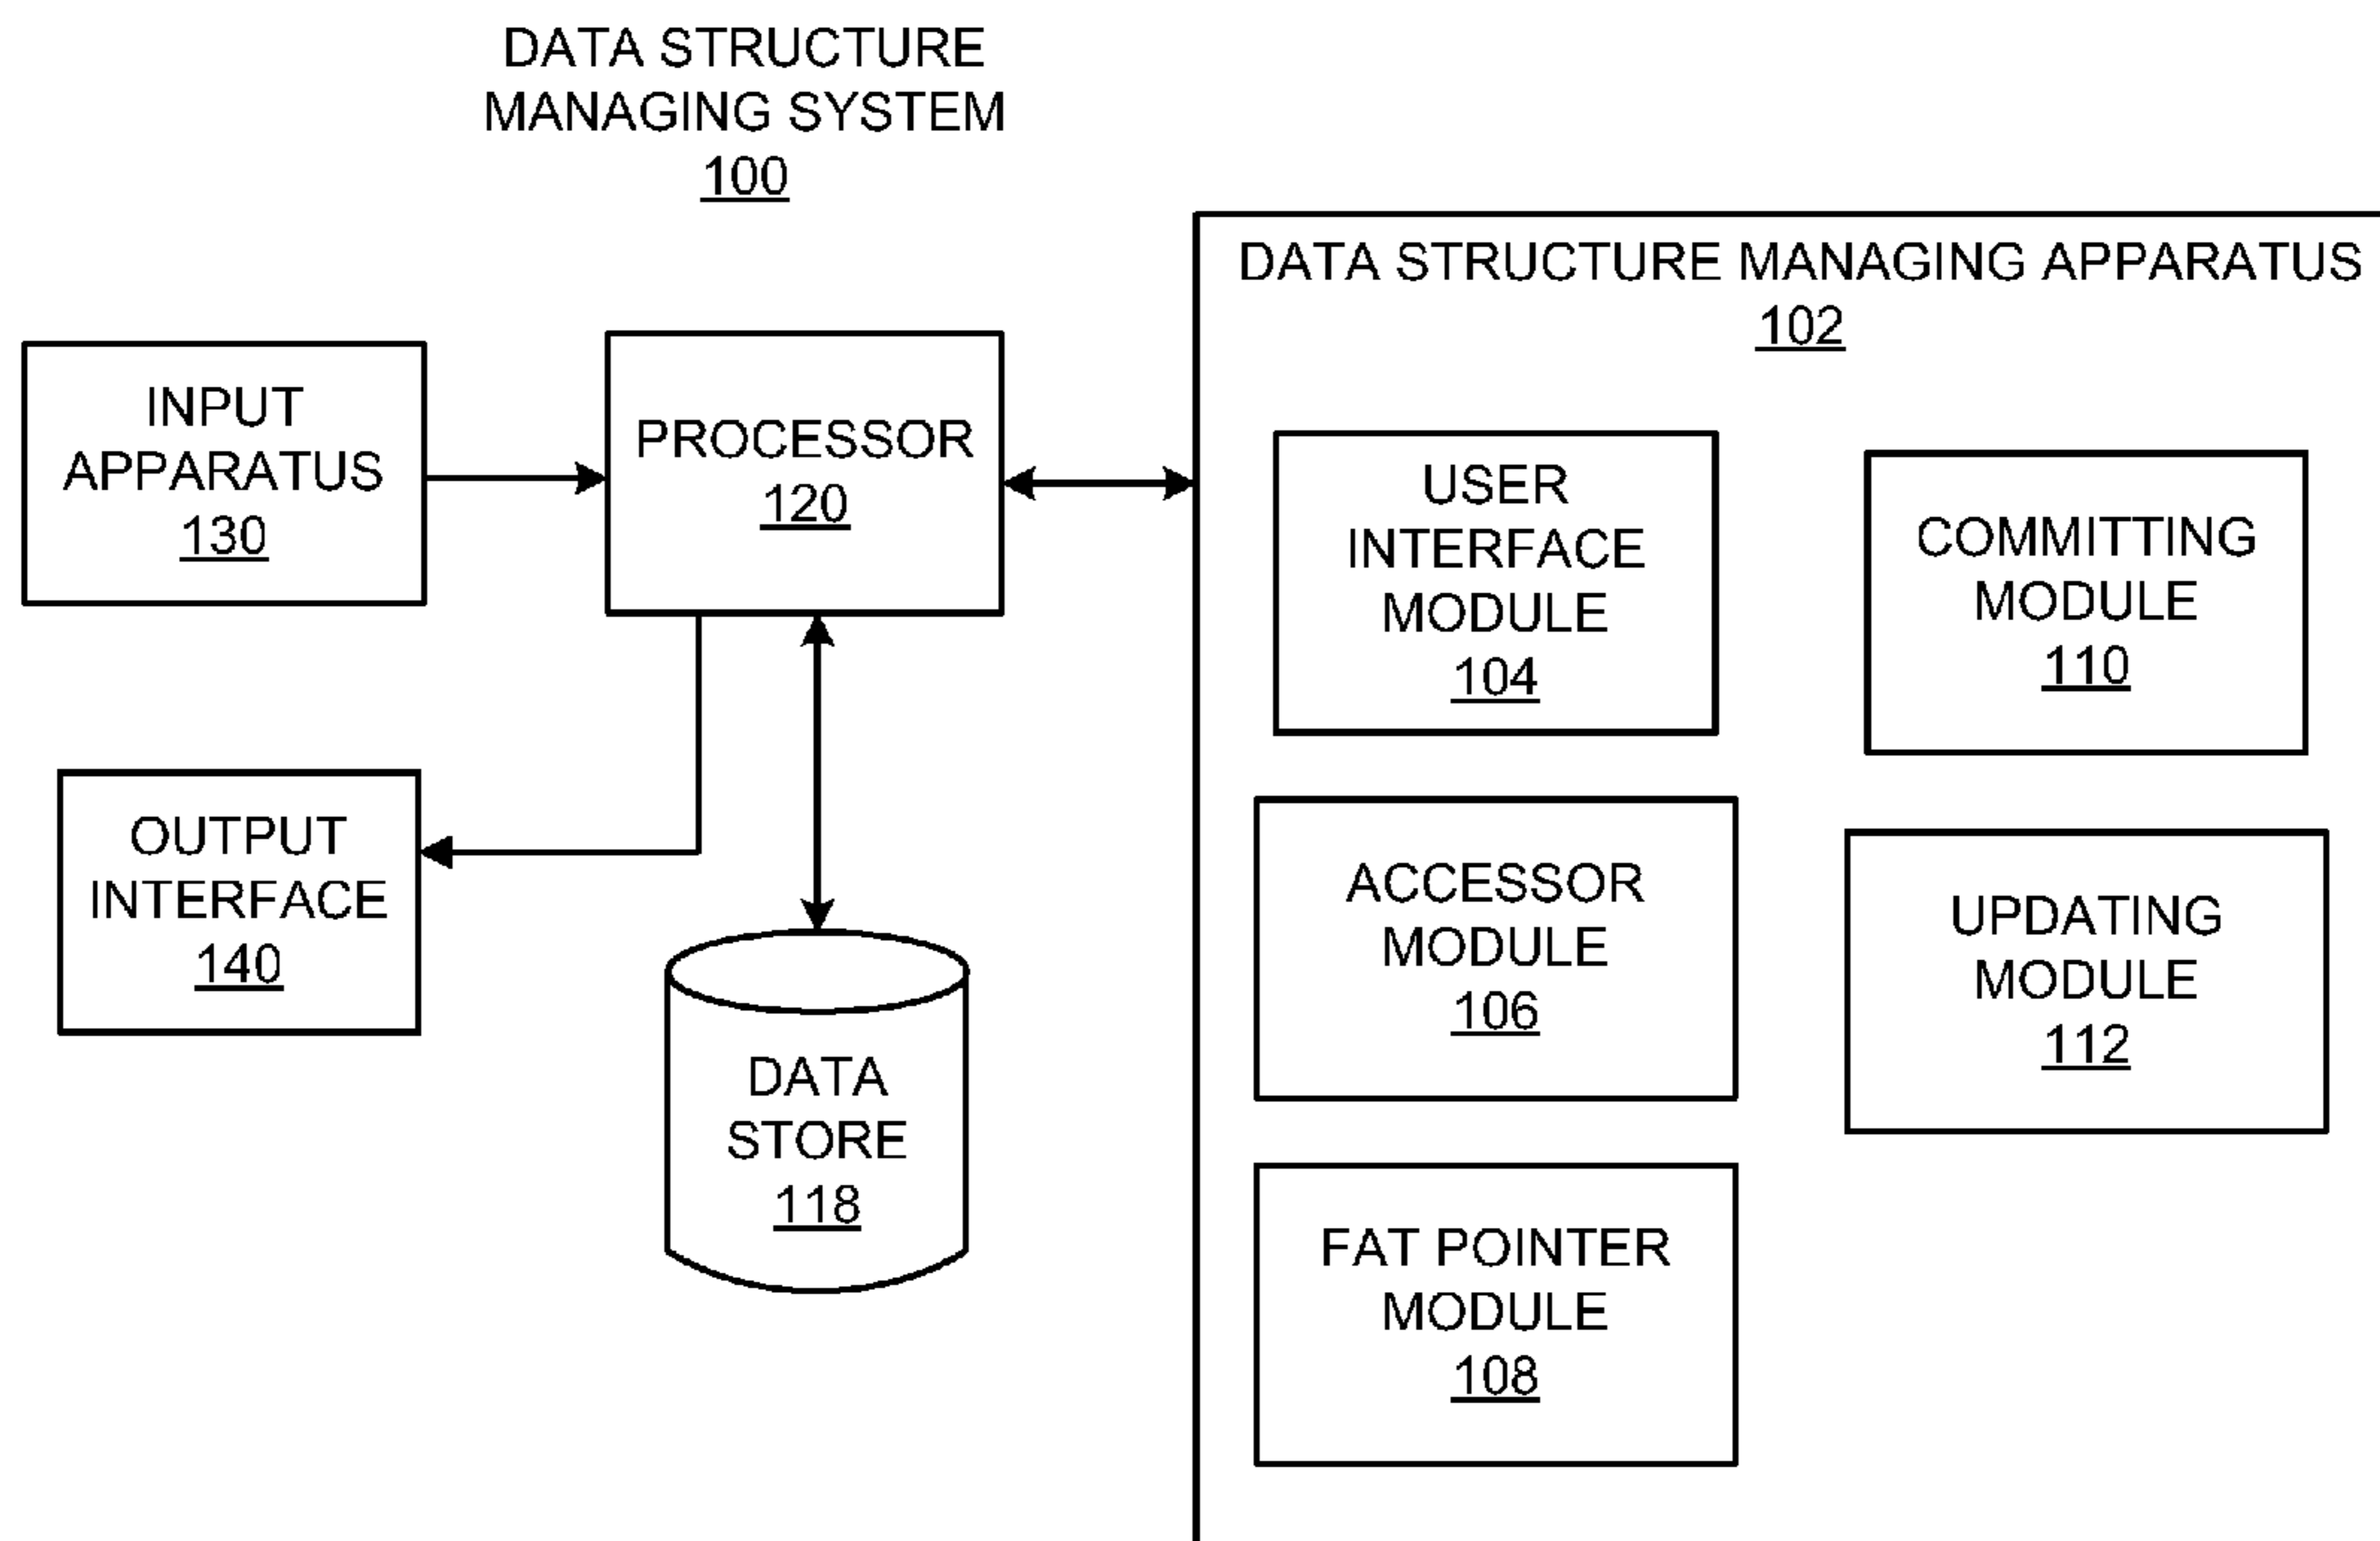 DATA STRUCTURE
MANAGING SYSTEM
100
DATA STRUCTURE MANAGING APPARATUS
102
INPUT
APPARATUS
130
PROCESSOR
120
USER
INTERFACE
MODULE
104
COMMITTING
MODULE
110
OUTPUT
INTERFACE
140
ACCESSOR
MODULE
106
UPDATING
MODULE
112
DATA
STORE
118
FAT POINTER
MODULE
108